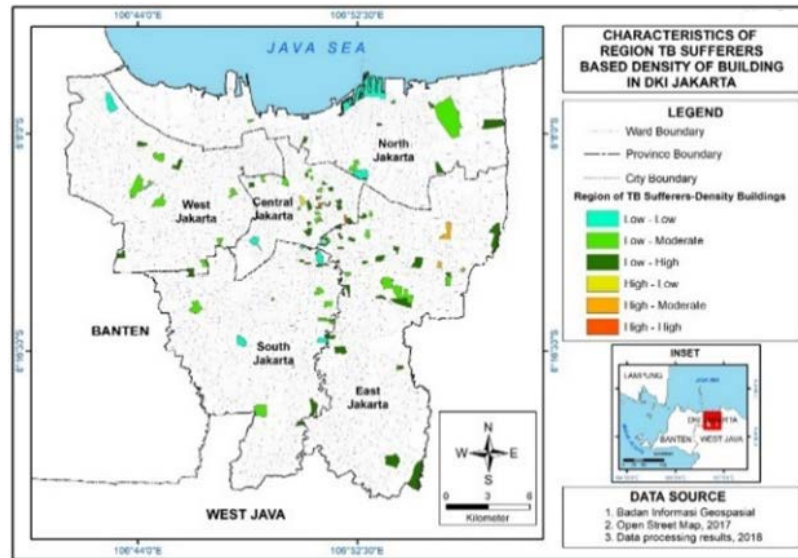 106°44'0"E
106°52'30"E
JAVA SEA
North
Jakarta
West
Jakarta
Central
Jakarta
South
Jakarta
East
Jakarta
BANTEN
WEST JAVA
N
W
E
S
0 3 6
Kilometer
106°44'0"E
106°52'30"E
CHARACTERISTICS OF
REGION TB SUFFERERS
BASED DENSITY OF BUILDING
IN DKI JAKARTA
LEGEND
Ward Boundary
Province Boundary
City Boundary
Region of TB Sufferers-Density Buildings
Low - Low
Low - Moderate
Low - High
High - Low
High - Moderate
High - High
INSET
LAMPUNG
JAVA SEA
DKI JAKARTA
BANTEN
WEST JAVA
DATA SOURCE
1. Badan Informasi Geospasial
2. Open Street Map, 2017
3. Data processing results, 2018